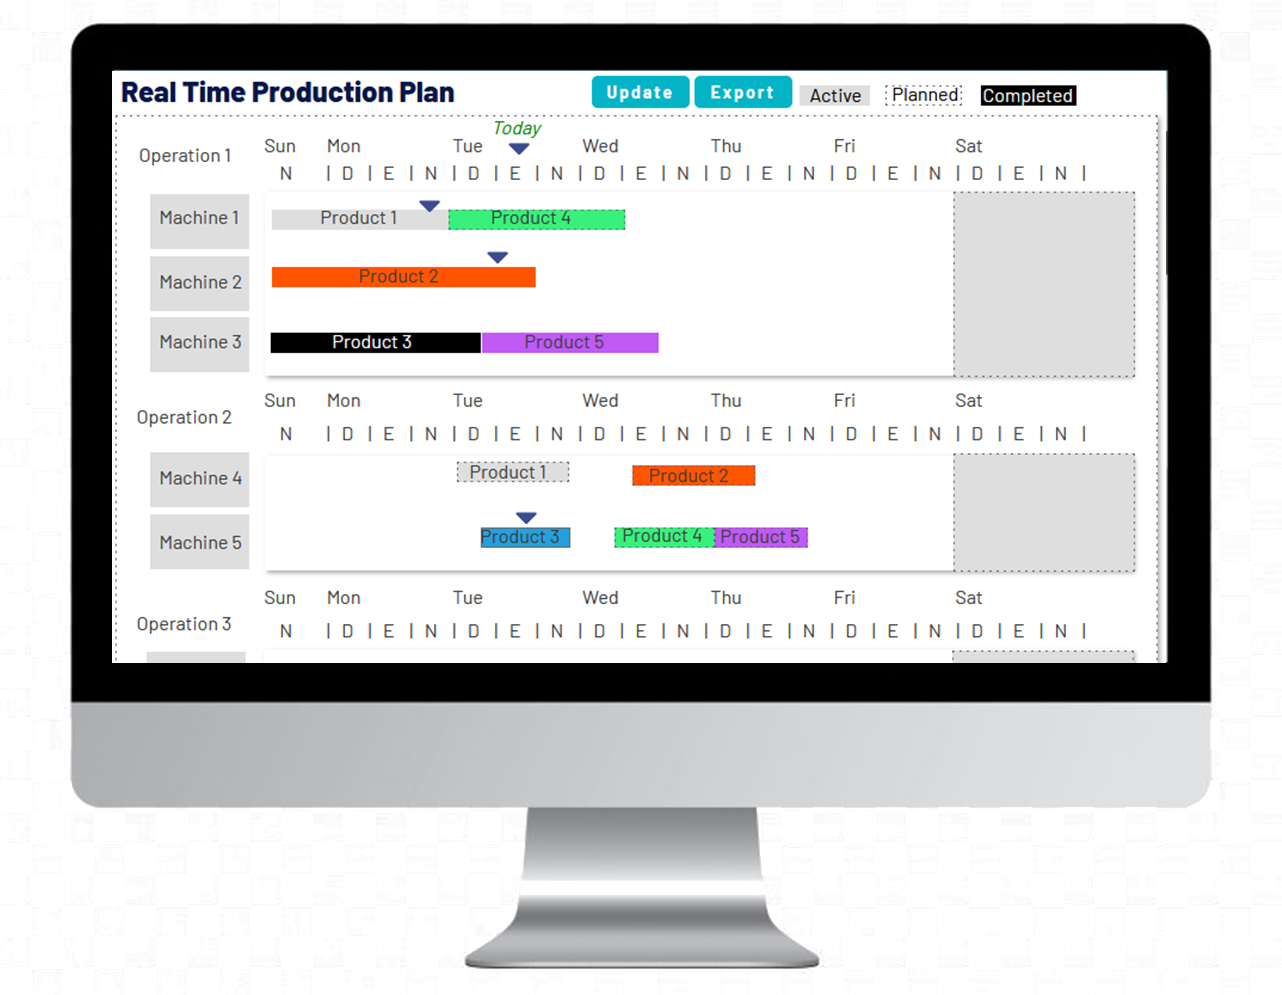 Real Time Production Plan
Update Export Active Planned Completed
Today
Operation 1
Sun Mon Tue Wed Thu Fri Sat
N | D | E | N | D | E | N | D | E | N | D | E | N | D | E | N | D | E | N |
Machine 1
Product 1 Product 4
Machine 2
Product 2
Machine 3
Product 3 Product 5
Operation 2
Sun Mon Tue Wed Thu Fri Sat
N | D | E | N | D | E | N | D | E | N | D | E | N | D | E | N | D | E | N |
Machine 4
Product 1 Product 2
Machine 5
Product 3 Product 4 Product 5
Operation 3
Sun Mon Tue Wed Thu Fri Sat
N | D | E | N | D | E | N | D | E | N | D | E | N | D | E | N | D | E | N |